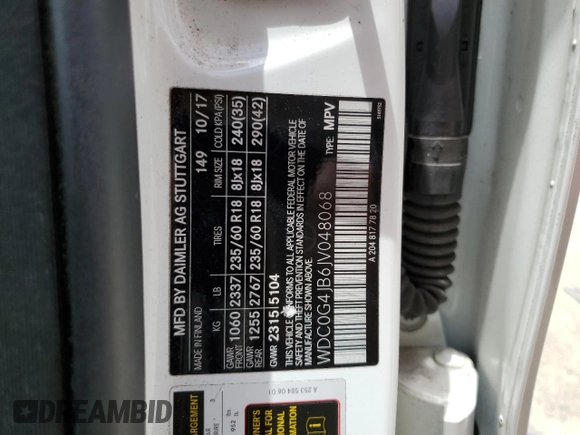 MFD BY DAIMLER AG STUTTGART
MADE IN FINLAND 149 10/17
KG LB TIRES RIM SIZE COLD KPA(PSI)
GAWR FRONT 1060 2337 235/60 R18 8Jx18 240(35)
GAWR REAR 1255 2767 235/60 R18 8Jx18 290(42)
GVWR 2315 5104
THIS VEHICLE CONFORMS TO ALL APPLICABLE FEDERAL MOTOR VEHICLE
SAFETY AND THEFT PREVENTION STANDARDS IN EFFECT ON THE DATE OF
MANUFACTURE SHOWN ABOVE.
WDC0G4JB6JV048068 TYPE: MPV
A 204 817 78 20
A 253 584 06 01
952 lb.
DREAMBID